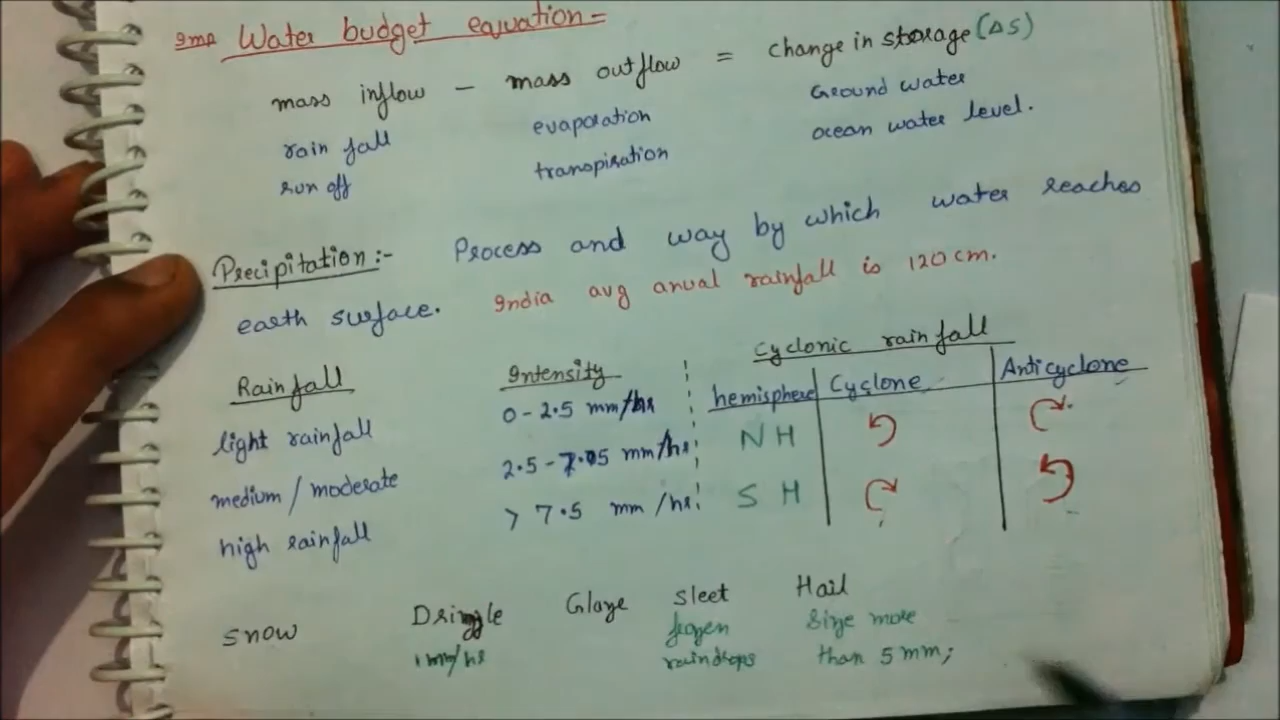 Imp Water budget equation=
mass inflow - mass outflow = change in storage (ΔS)
rain fall evaporation Ground water
run off transpiration ocean water level.
Precipitation:- Process and way by which water reaches
earth surface. India avg anual rainfall is 120 cm.
Cyclonic rainfall
Rainfall Intensity hemisphere Cyclone Anticyclone
light rainfall 0-2.5 mm/hr NH
medium / moderate 2.5-7.5 mm/hr SH
high rainfall > 7.5 mm/hr
snow Drizzle Glaze Sleet Hail
1 mm/hr frozen Size more
raindrops than 5 mm;